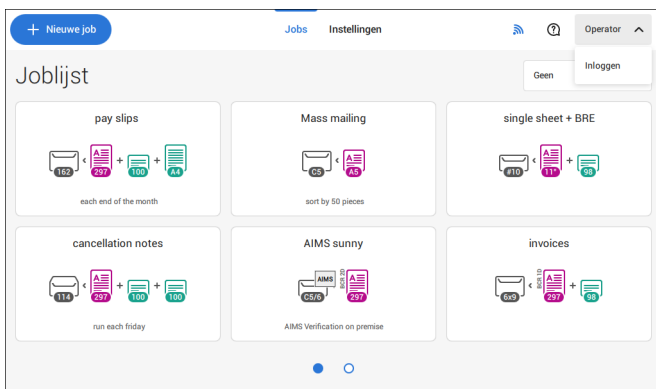 Nieuwe job
Jobs
Instellingen
Operator
Inloggen
Joblijst
Geen
pay slips
162
297
100
A4
each end of the month
Mass mailing
C5
A5
sort by 50 pieces
single sheet + BRE
#10
11"
98
cancellation notes
114
297
100
100
run each friday
AIMS sunny
AIMS
BCR 2D
C5/6
297
AIMS Verification on premise
invoices
BCR 1D
6x9
297
98